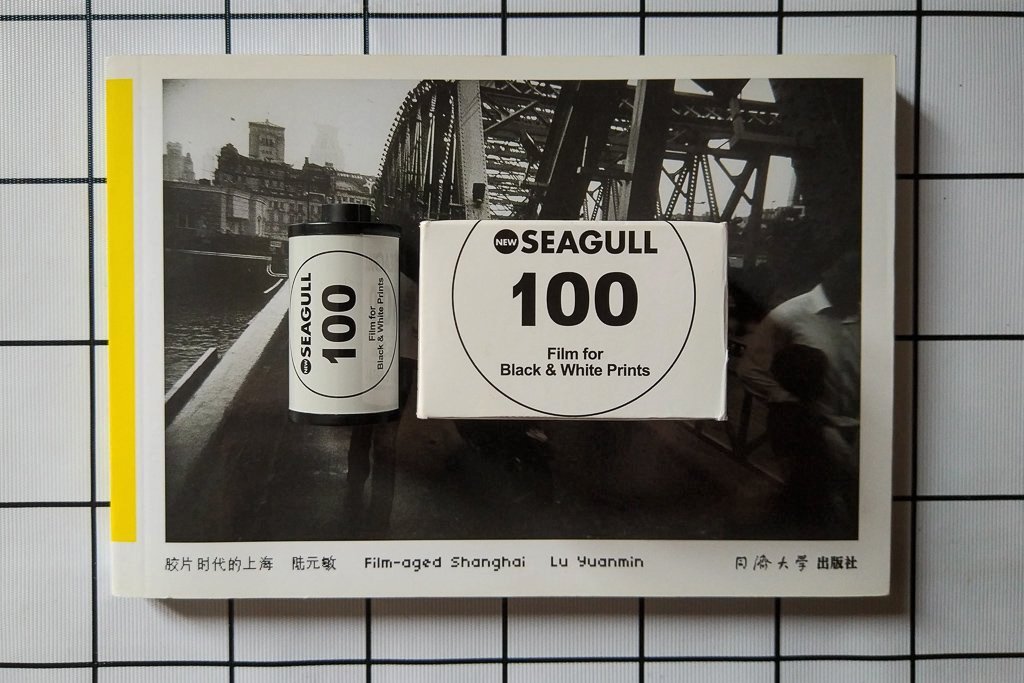 NEW SEAGULL
100
Film for
Black & White Prints
NEW SEAGULL
100
Film for
Black & White Prints
胶片时代的上海 陆元敏 Film-aged Shanghai Lu Yuanmin 同濟大学出版社